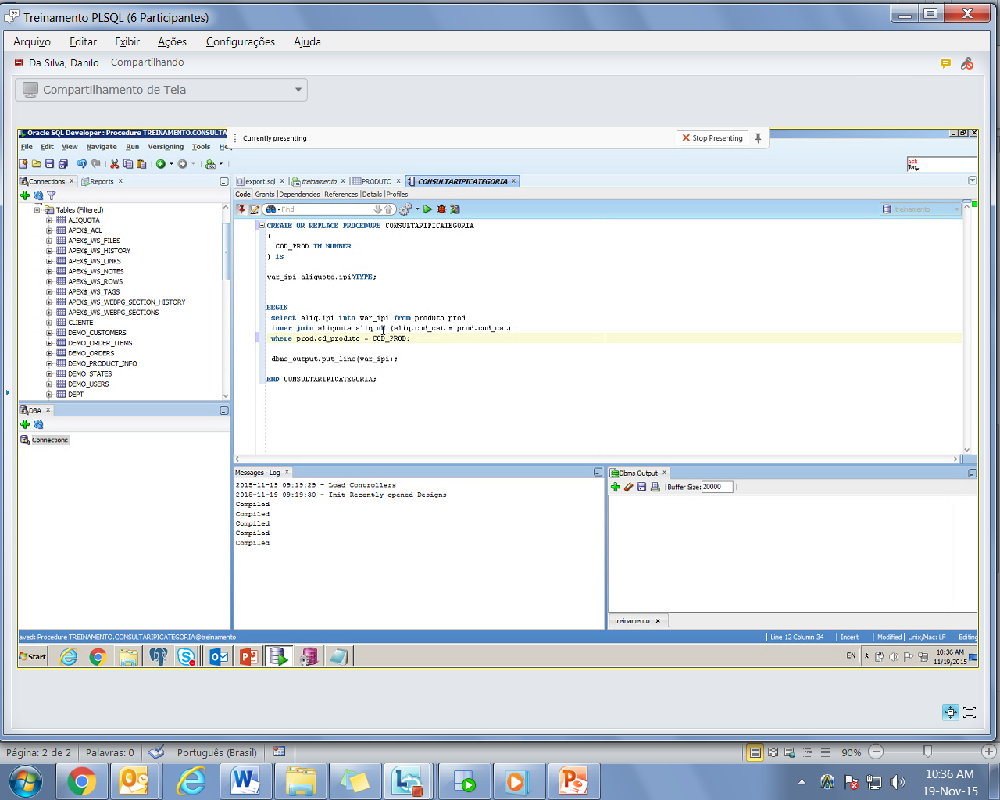 Treinamento PLSQL (6 Participantes)
Arquivo Editar Exibir Ações Configurações Ajuda
Da Silva, Danilo - Compartilhando
Compartilhamento de Tela
Oracle SQL Developer : Procedure TREINAMENTO.CONSULTA
Currently presenting
Stop Presenting
File Edit View Navigate Run Versioning Tools He
ask
Tom
Connections
Reports
export.sql
treinamento
PRODUTO
CONSULTARIPICATEGORIA
Code Grants Dependencies References Details Profiles
Find
treinamento
Tables (Filtered)
ALIQUOTA
APEX$_ACL
APEX$_WS_FILES
APEX$_WS_HISTORY
APEX$_WS_LINKS
APEX$_WS_NOTES
APEX$_WS_ROWS
APEX$_WS_TAGS
APEX$_WS_WEBPG_SECTION_HISTORY
APEX$_WS_WEBPG_SECTIONS
CLIENTE
DEMO_CUSTOMERS
DEMO_ORDER_ITEMS
DEMO_ORDERS
DEMO_PRODUCT_INFO
DEMO_STATES
DEMO_USERS
DEPT
CREATE OR REPLACE PROCEDURE CONSULTARIPICATEGORIA
(
COD_PROD IN NUMBER
) is
var_ipi aliquota.ipi%TYPE;
BEGIN
select aliq.ipi into var_ipi from produto prod
inner join aliquota aliq on (aliq.cod_cat = prod.cod_cat)
where prod.cd_produto = COD_PROD;
dbms_output.put_line(var_ipi);
END CONSULTARIPICATEGORIA;
DBA
Connections
Messages - Log
2015-11-19 09:19:29 - Load Controllers
2015-11-19 09:19:30 - Init Recently opened Designs
Compiled
Compiled
Compiled
Compiled
Compiled
Dbms Output
Buffer Size: 20000
treinamento
aved: Procedure TREINAMENTO.CONSULTARIPICATEGORIA@treinamento
Line 12 Column 34 Insert Modified Unix/Mac: LF Editing
Start
EN
10:36 AM
11/19/2015
Página: 2 de 2 Palavras: 0 Português (Brasil) 90%
10:36 AM
19-Nov-15